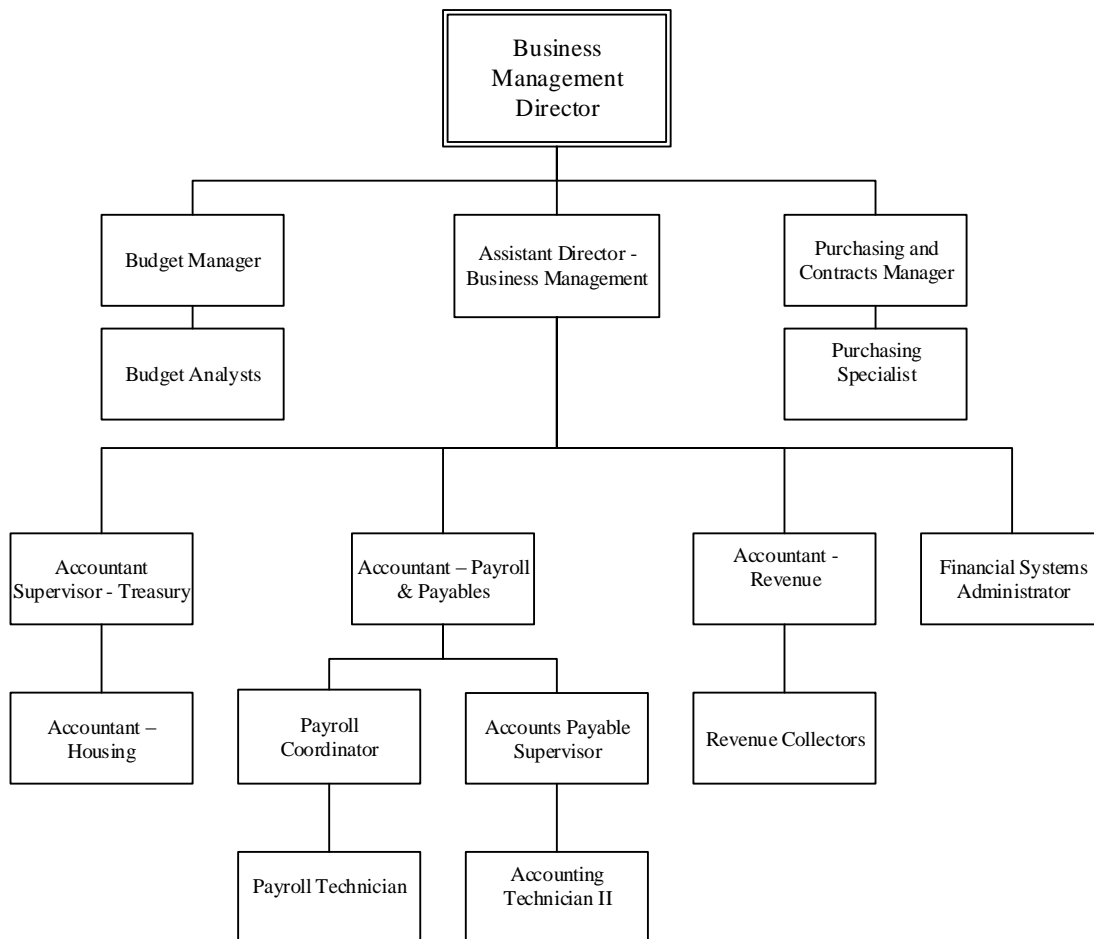 Business
Management
Director
Budget Manager
Assistant Director -
Business Management
Purchasing and
Contracts Manager
Budget Analysts
Purchasing
Specialist
Accountant
Supervisor - Treasury
Accountant – Payroll
& Payables
Accountant -
Revenue
Financial Systems
Administrator
Accountant –
Housing
Payroll
Coordinator
Accounts Payable
Supervisor
Revenue Collectors
Payroll Technician
Accounting
Technician II